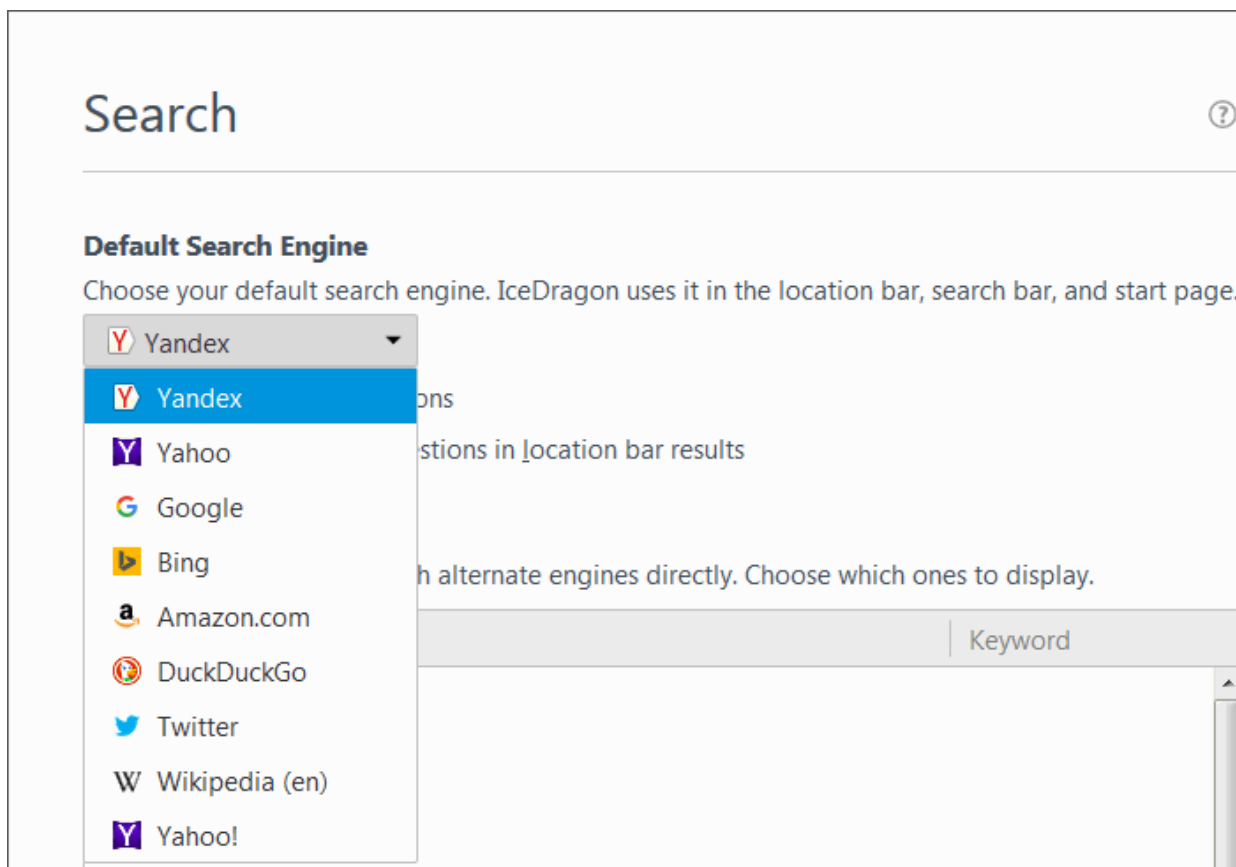 Search
?
Default Search Engine
Choose your default search engine. IceDragon uses it in the location bar, search bar, and start page.
Yandex
Yandex
Yahoo
in location bar results
Google
Bing
alternate engines directly. Choose which ones to display.
Amazon.com
Keyword
DuckDuckGo
Twitter
Wikipedia (en)
Yahoo!